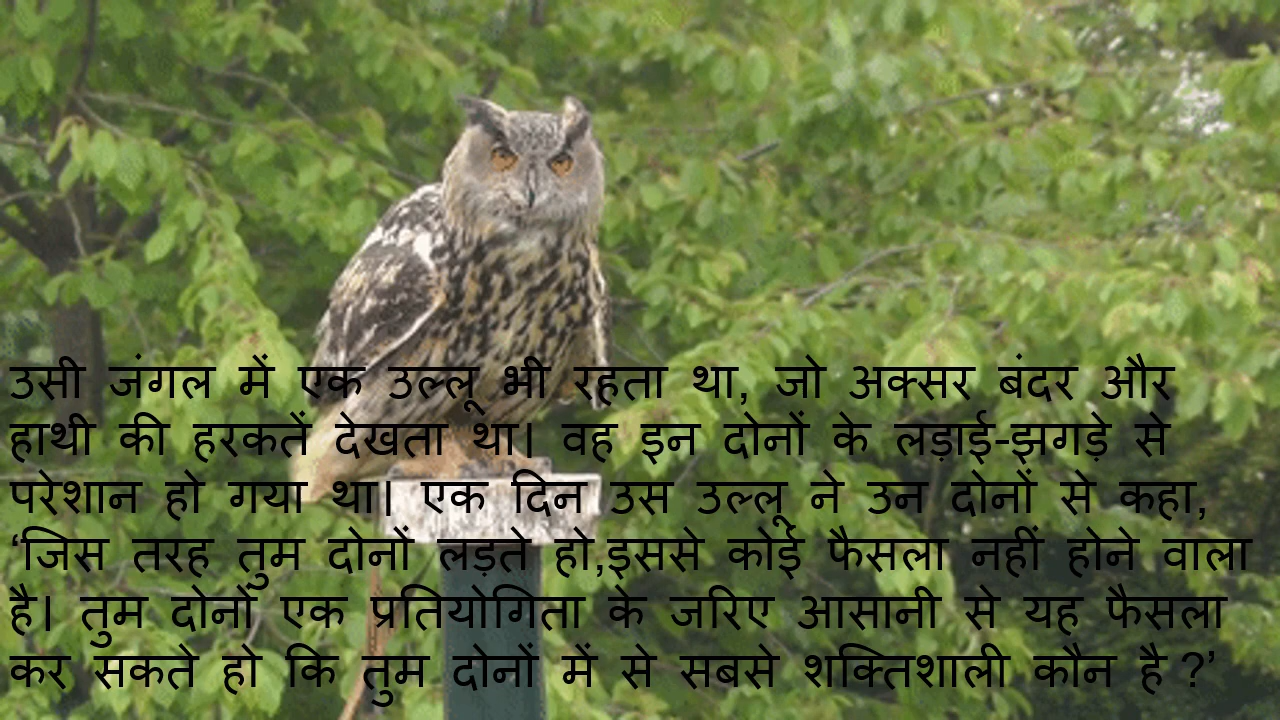 उसी जंगल में एक उल्लू भी रहता था, जो अक्सर बंदर और
हाथी की हरकतें देखता था। वह इन दोनों के लड़ाई-झगड़े से
परेशान हो गया था। एक दिन उस उल्लू ने उन दोनों से कहा,
‘जिस तरह तुम दोनों लड़ते हो,इससे कोई फैसला नहीं होने वाला
है। तुम दोनों एक प्रतियोगिता के जरिए आसानी से यह फैसला
कर सकते हो कि तुम दोनों में से सबसे शक्तिशाली कौन है ?’